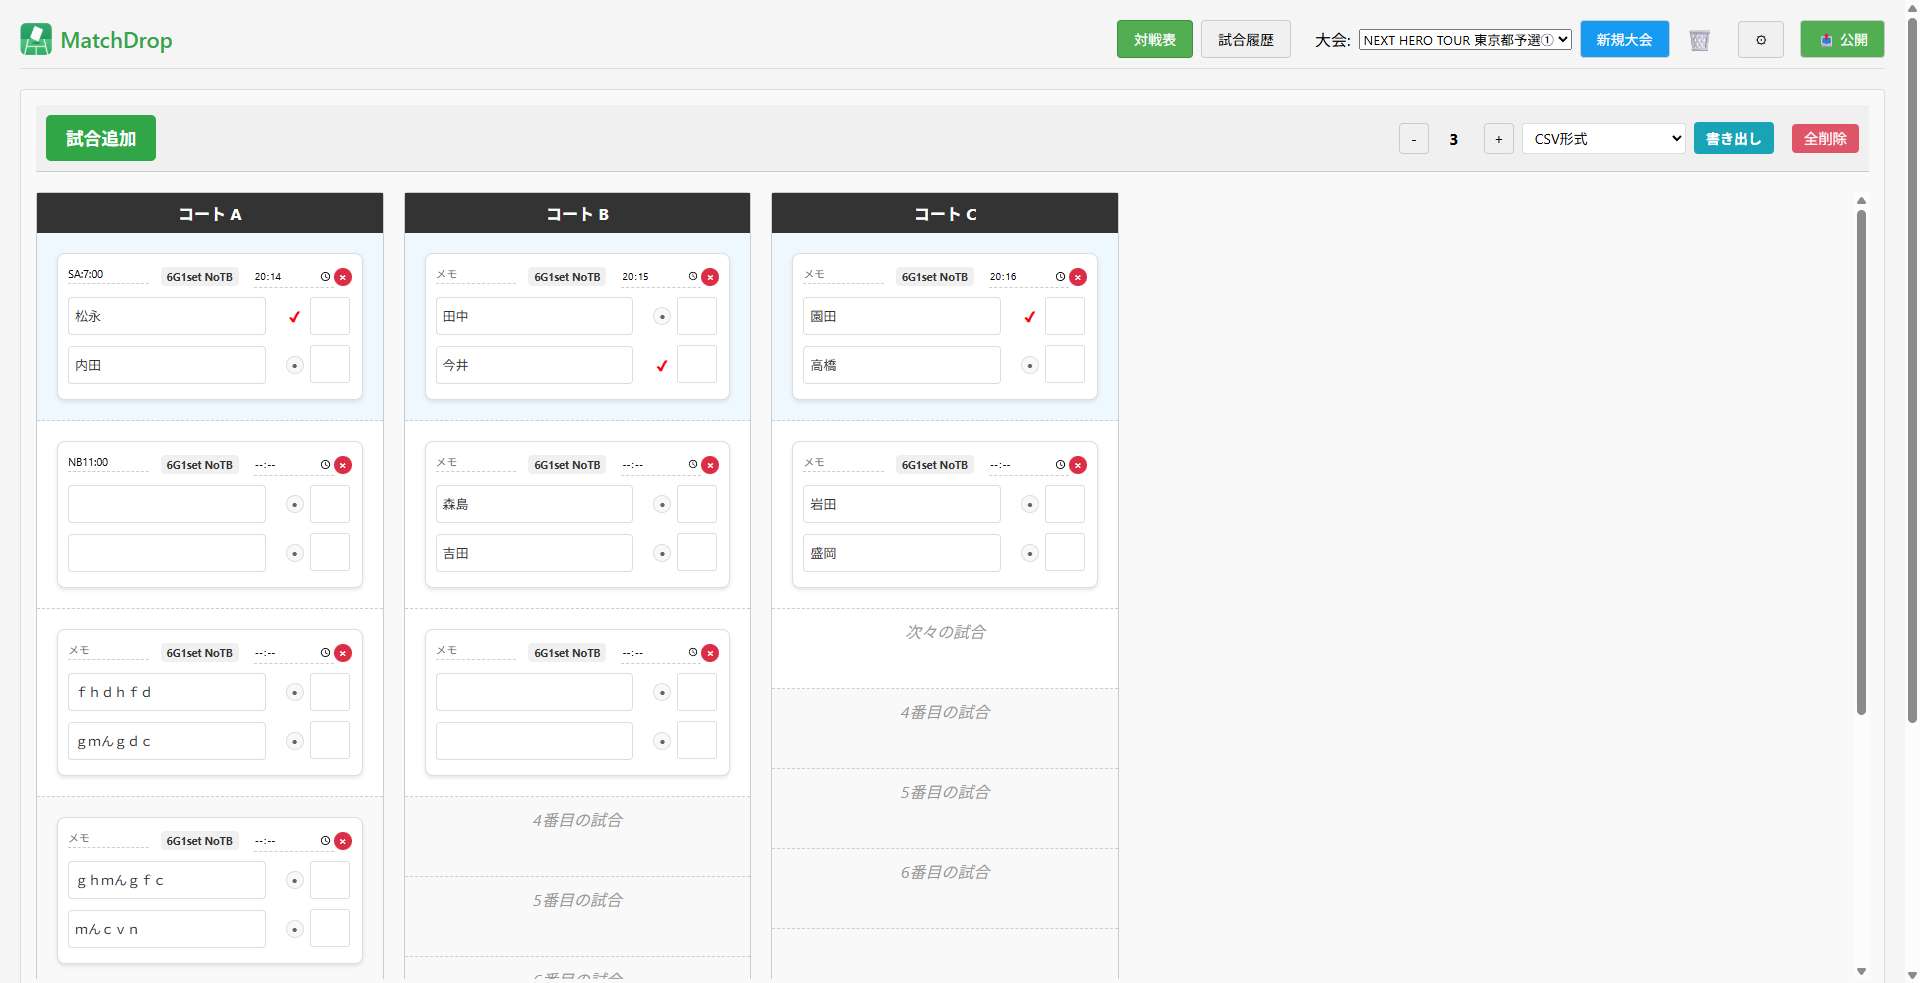 MatchDrop
対戦表
試合履歴
大会:
NEXT HERO TOUR 東京都予選①
新規大会
公開
試合追加
-
3
+
CSV形式
書き出し
全削除
コート A
SA:7:00
6G1set NoTB
20:14
松永
内田
NB11:00
6G1set NoTB
--:--
メモ
6G1set NoTB
--:--
ｆｈｄｈｆｄ
ｇｍんｇｄｃ
メモ
6G1set NoTB
--:--
ｇｈｍんｇｆｃ
ｍんｃｖｎ
コート B
メモ
6G1set NoTB
20:15
田中
今井
メモ
6G1set NoTB
--:--
森島
吉田
メモ
6G1set NoTB
--:--
4番目の試合
5番目の試合
6番目の試合
コート C
メモ
6G1set NoTB
20:16
園田
高橋
メモ
6G1set NoTB
--:--
岩田
盛岡
次々の試合
4番目の試合
5番目の試合
6番目の試合